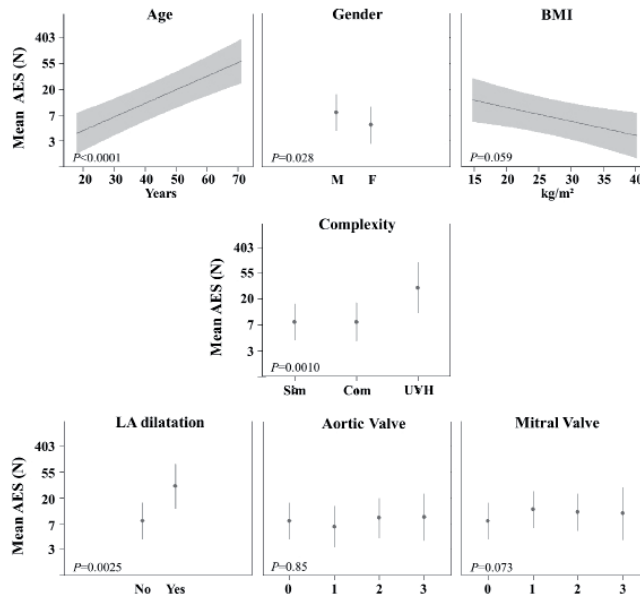 Age Gender BMI
Mean AES (N)
403
55
20
7
3
P<0.0001 P=0.028 P=0.059
20 30 40 50 60 70 M F 15 20 25 30 35 40
Years kg/m²
Complexity
Mean AES (N)
403
55
20
7
3
P=0.0010
Sim Com UVH
LA dilatation Aortic Valve Mitral Valve
Mean AES (N)
403
55
20
7
3
P=0.0025 P=0.85 P=0.073
No Yes 0 1 2 3 0 1 2 3